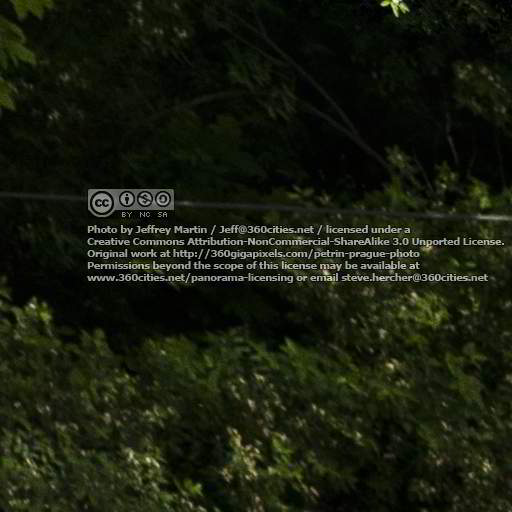 cc
BY NC SA
Photo by Jeffrey Martin / Jeff@360cities.net / licensed under a
Creative Commons Attribution-NonCommercial-ShareAlike 3.0 Unported License.
Original work at http://360gigapixels.com/petrin-prague-photo
Permissions beyond the scope of this license may be available at
www.360cities.net/panorama-licensing or email steve.hercher@360cities.net